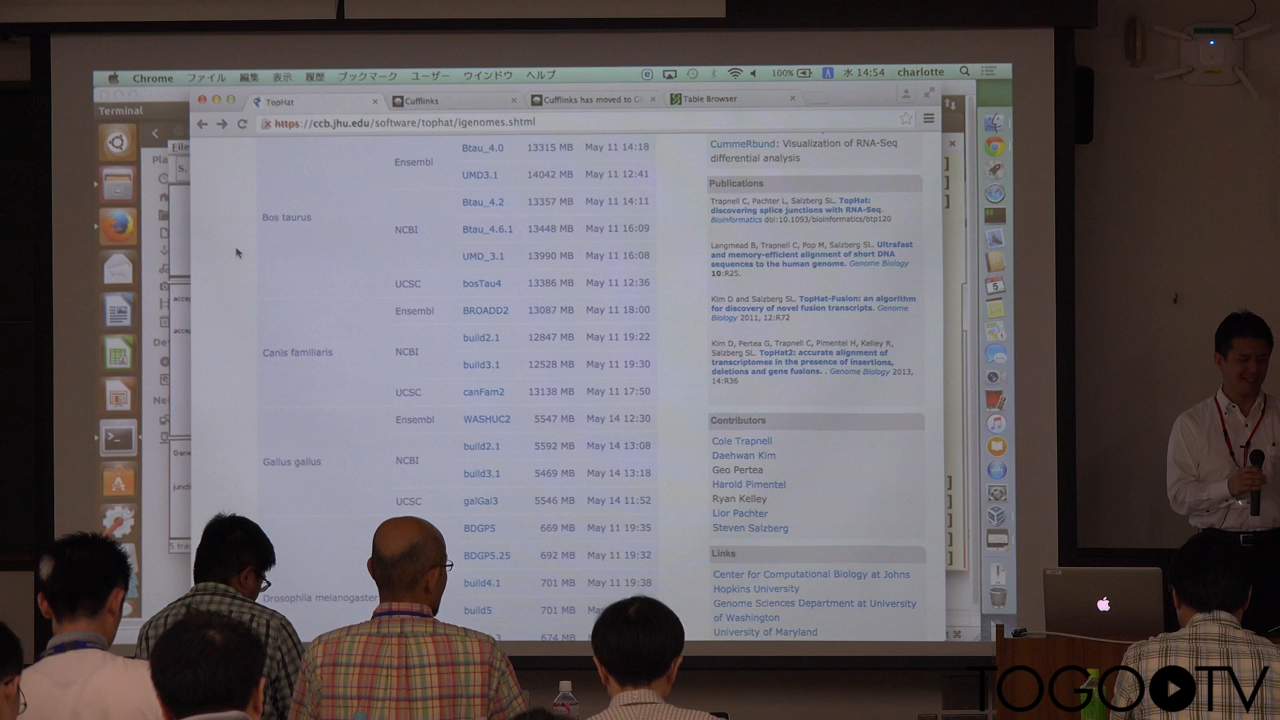 Chrome ファイル 編集 表示 履歴 ブックマーク ユーザー ウインドウ ヘルプ 100% A 水 14:54 charlotte
Terminal
TopHat
Cufflinks
Cufflinks has moved to
Table Browser
https://ccb.jhu.edu/software/tophat/igenomes.shtml
File
Bos taurus
Ensembl
Btau_4.0 13315 MB May 11 14:18
UMD3.1 14042 MB May 11 12:41
NCBI
Btau_4.2 13357 MB May 11 14:11
Btau_4.6.1 13448 MB May 11 16:09
UMD_3.1 13990 MB May 11 16:08
UCSC bosTau4 13386 MB May 11 12:36
Canis familiaris
Ensembl BROADD2 13087 MB May 11 18:00
NCBI
build2.1 12847 MB May 11 19:22
build3.1 12528 MB May 11 19:30
UCSC canFam2 13138 MB May 11 17:50
Gallus gallus
Ensembl WASHUC2 5547 MB May 14 12:30
NCBI
build2.1 5592 MB May 14 13:08
build3.1 5469 MB May 14 13:18
UCSC galGal3 5546 MB May 14 11:52
Drosophila melanogaster
BDGP5 669 MB May 11 19:35
BDGP5.25 692 MB May 11 19:32
build4.1 701 MB May 11 19:38
build5 701 MB
674 MB
CummeRbund: Visualization of RNA-Seq
differential analysis
Publications
Trapnell C, Pachter L, Salzberg SL. TopHat:
discovering splice junctions with RNA-Seq.
Bioinformatics doi:10.1093/bioinformatics/btp120
Langmead B, Trapnell C, Pop M, Salzberg SL. Ultrafast
and memory-efficient alignment of short DNA
sequences to the human genome. Genome Biology
10:R25.
Kim D and Salzberg SL. TopHat-Fusion: an algorithm
for discovery of novel fusion transcripts. Genome
Biology 2011, 12:R72
Kim D, Pertea G, Trapnell C, Pimentel H, Kelley R,
Salzberg SL. TopHat2: accurate alignment of
transcriptomes in the presence of insertions,
deletions and gene fusions. . Genome Biology 2013,
14:R36
Contributors
Cole Trapnell
Daehwan Kim
Geo Pertea
Harold Pimentel
Ryan Kelley
Lior Pachter
Steven Salzberg
Links
Center for Computational Biology at Johns
Hopkins University
Genome Sciences Department at University
of Washington
University of Maryland
TOGO TV